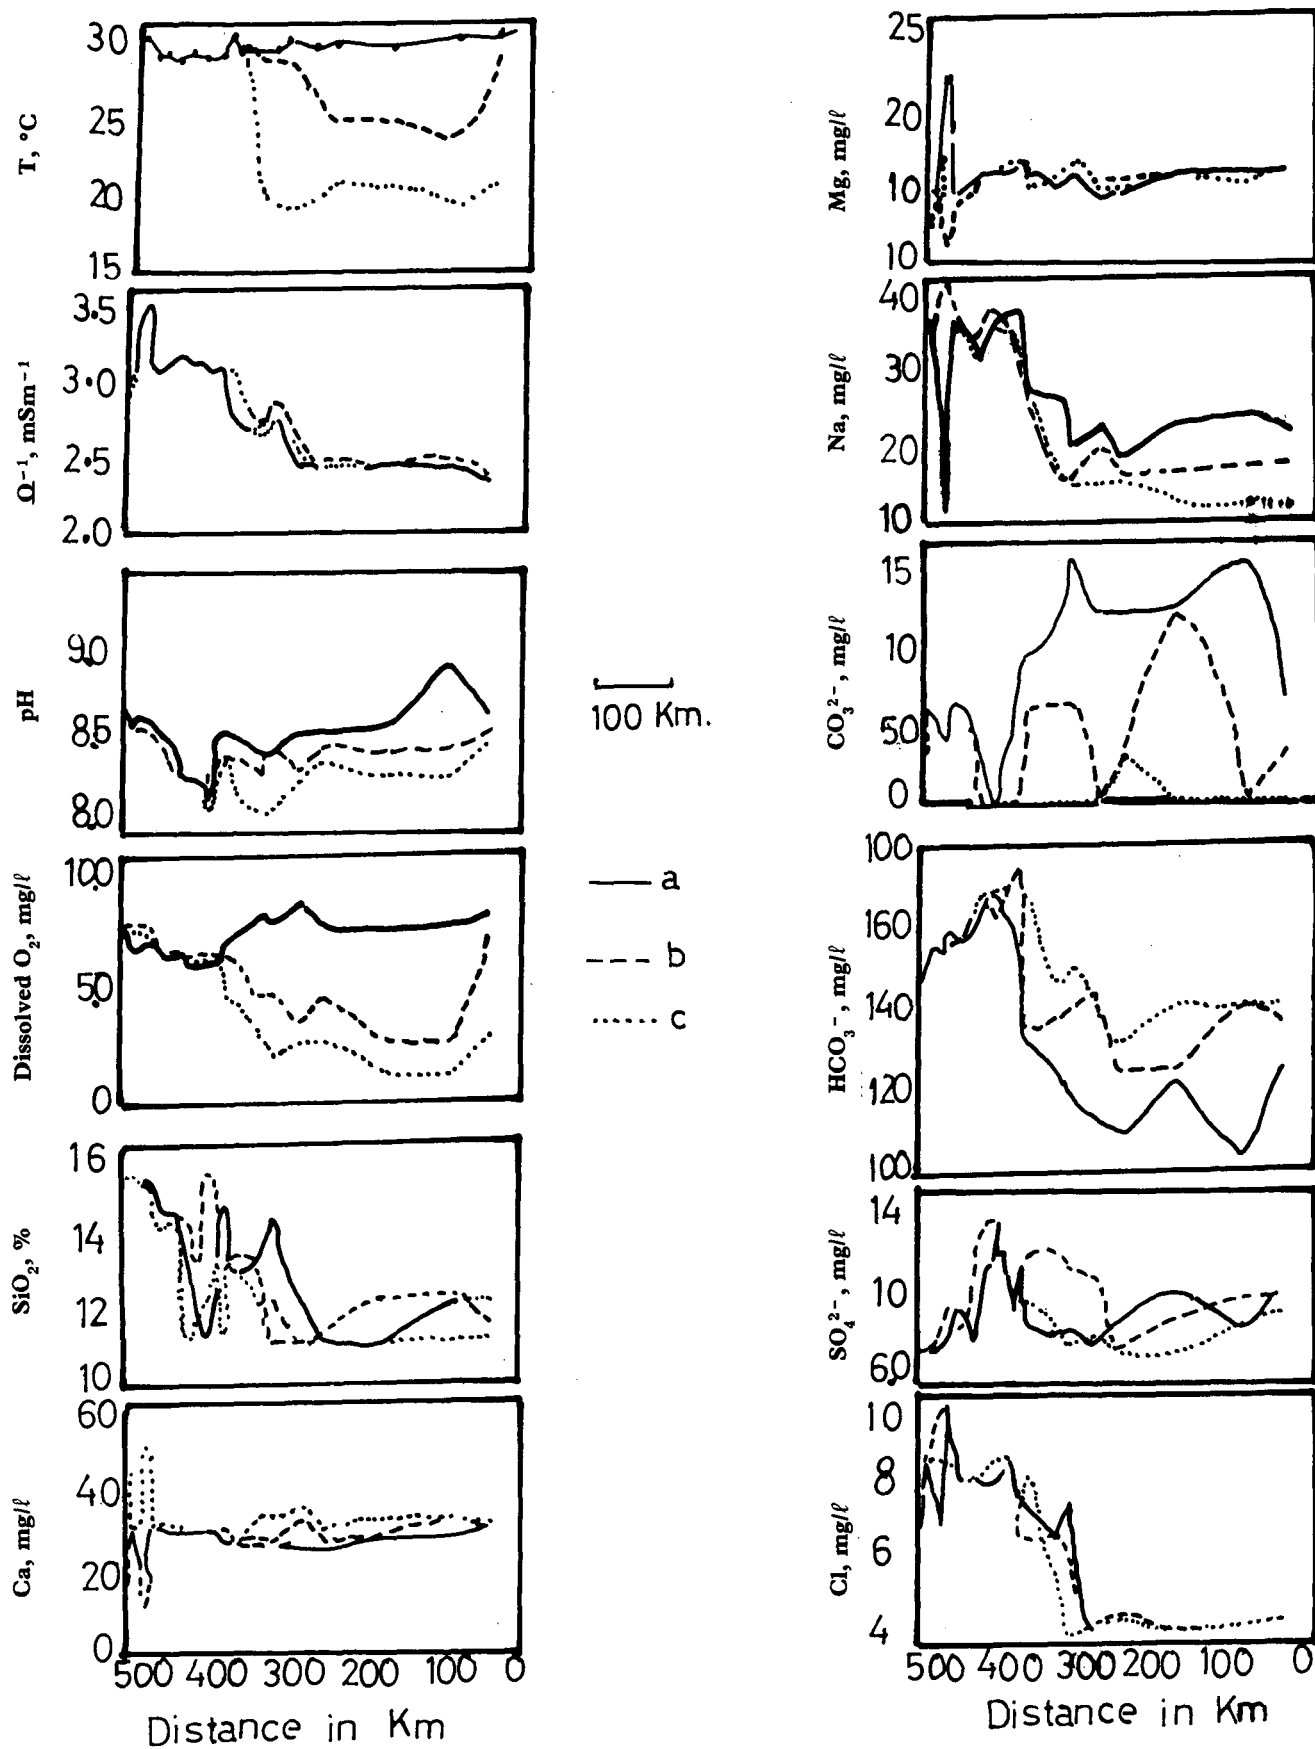 T, °C
30
25
20
15
Ω⁻¹, mSm⁻¹
3.5
3.0
2.5
2.0
pH
9.0
8.5
8.0
Dissolved O₂, mg/ℓ
10.0
5.0
0
SiO₂, %
16
14
12
10
Ca, mg/ℓ
60
40
20
0
500 400 300 200 100 0
Distance in Km
100 Km.
a
b
c
Mg, mg/ℓ
25
20
10
10
Na, mg/ℓ
40
30
20
10
CO₃²⁻, mg/ℓ
15
10
5.0
0
HCO₃⁻, mg/ℓ
100
160
140
120
100
SO₄²⁻, mg/ℓ
14
10
6.0
Cl, mg/ℓ
10
8
6
4
500 400 300 200 100 0
Distance in Km